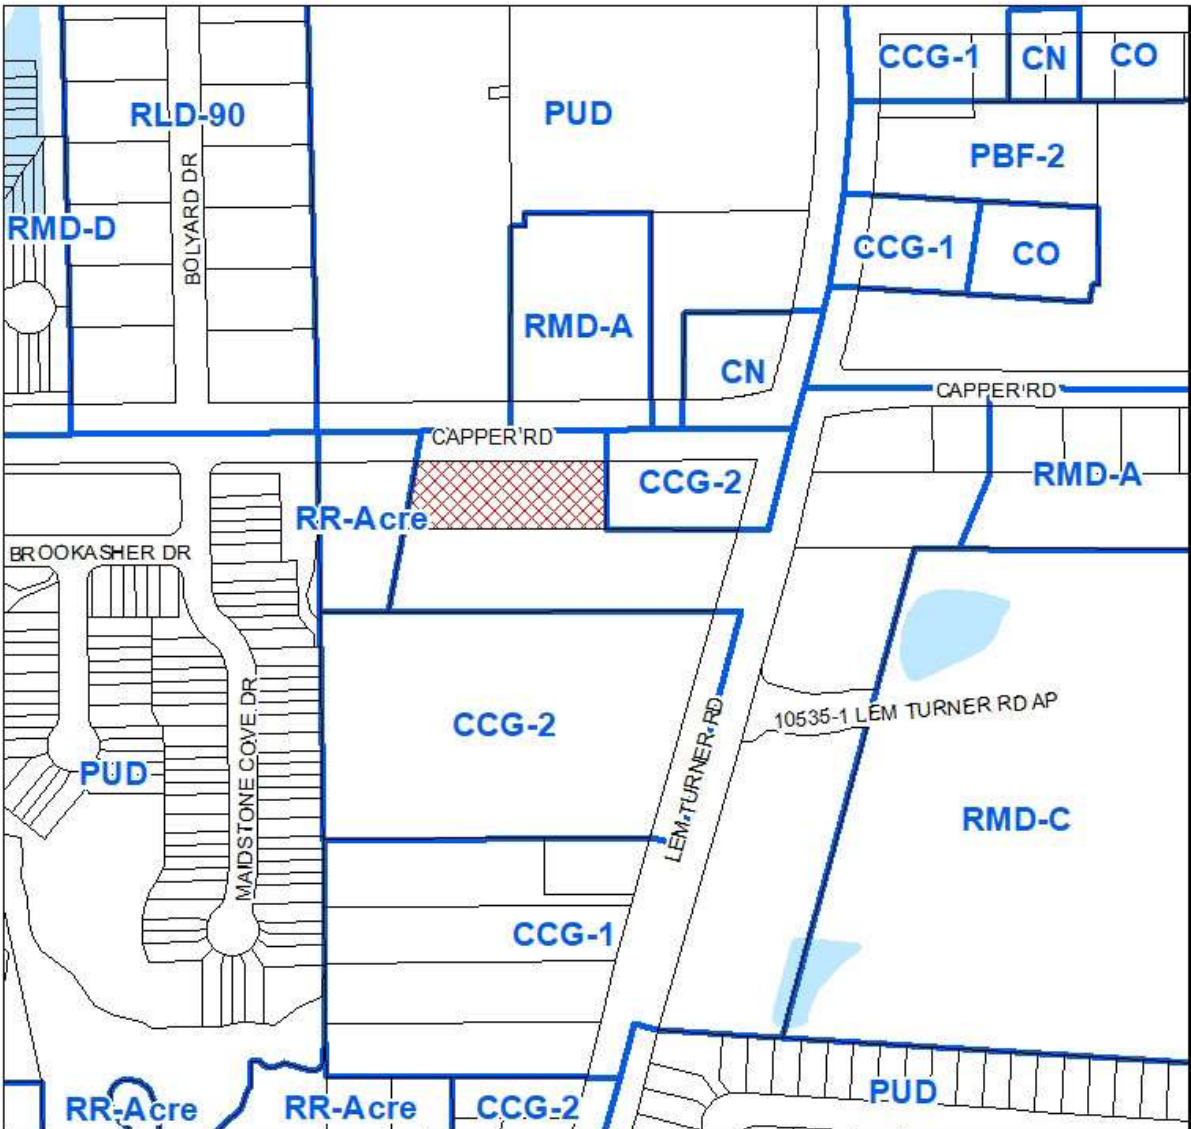 CCG-1
CN
CO
RLD-90
PUD
PBF-2
BOLYARD DR
RMD-D
CCG-1
CO
RMD-A
CN
CAPPER RD
CAPPER RD
RMD-A
CCG-2
RR-Acre
BROOKASHER DR
10535-1 LEM TURNER RD AP
CCG-2
LEM TURNER RD
PUD
MAIDSTONE COVE DR
RMD-C
CCG-1
RR-Acre
RR-Acre
CCG-2
PUD